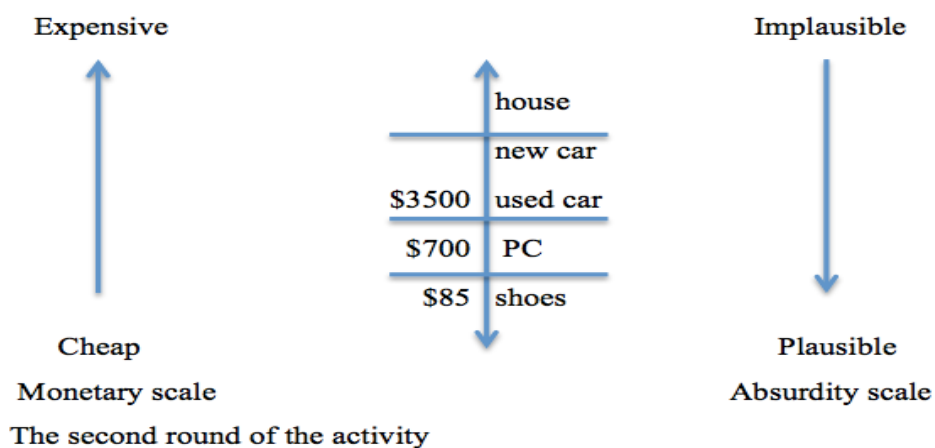 Expensive
Implausible
house
new car
$3500 used car
$700 PC
$85 shoes
Cheap
Plausible
Monetary scale
Absurdity scale
The second round of the activity